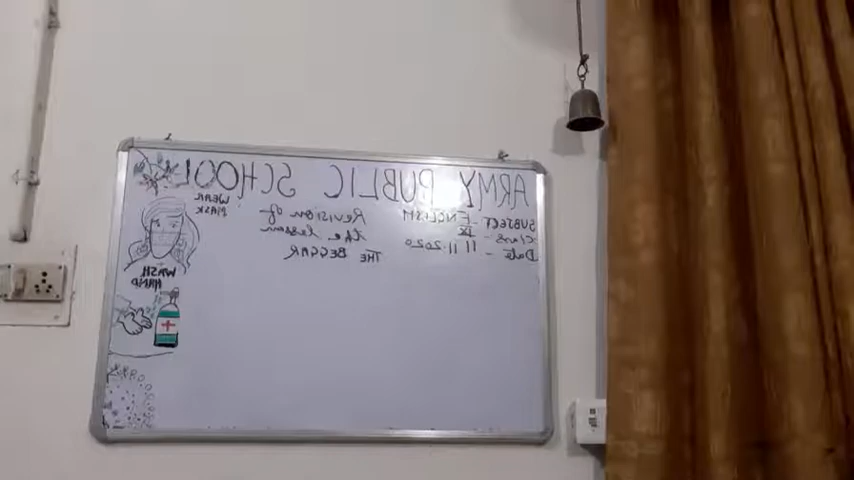 ARMY PUBLIC SCHOOL
SUBJECT - ENGLISH
Class - IX
Date - 11.11.2020
Revision of
the lesson
THE BEGGAR
WEAR
MASK
WASH
HAND